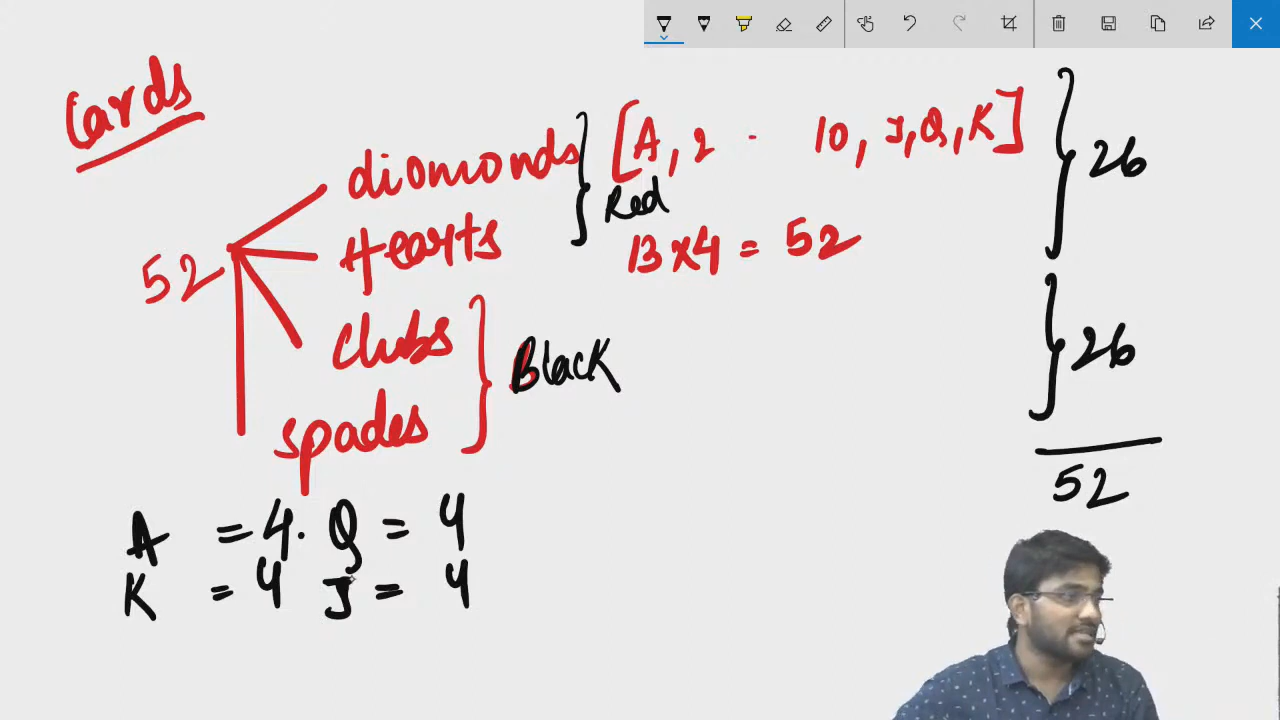 Cards
diomonds } [A, 2 - 10, J, Q, K] } 26
Red
Hearts
13 x 4 = 52
52
clubs
Black
} 26
spades
52
A = 4. Q = 4
K = 4 J = 4